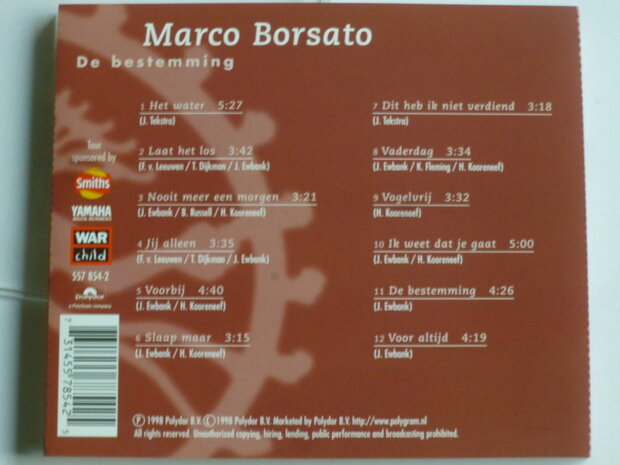 Marco Borsato
De bestemming
1 Het water 5:27
(J. Tekstra)
2 Laat het los 3:42
(F. v. Leeuwen / T. Dijkman / J. Ewbank)
3 Nooit meer een morgen 3:21
(J. Ewbank / B. Russell / H. Kooreneef)
4 Jij alleen 3:35
(F. v. Leeuwen / T. Dijkman / J. Ewbank)
5 Voorbij 4:40
(J. Ewbank / H. Kooreneef)
6 Slaap maar 3:15
(J. Ewbank / H. Kooreneef)
7 Dit heb ik niet verdiend 3:18
(J. Tekstra)
8 Vaderdag 3:34
(J. Ewbank / K. Fleming / H. Kooreneef)
9 Vogelvrij 3:32
(H. Kooreneef)
10 Ik weet dat je gaat 5:00
(J. Ewbank / H. Kooreneef)
11 De bestemming 4:26
(J. Ewbank)
12 Voor altijd 4:19
(J. Ewbank)
Tour
sponsored by
Smiths
YAMAHA
WAR
child
557 854-2
Polydor
a PolyGram company
7 31455 78542 5
Ⓟ 1998 Polydor B.V. © 1998 Polydor B.V. Marketed by Polydor B.V. http://www.polygram.nl
All rights reserved. Unauthorized copying, hiring, lending, public performance and broadcasting prohibited.